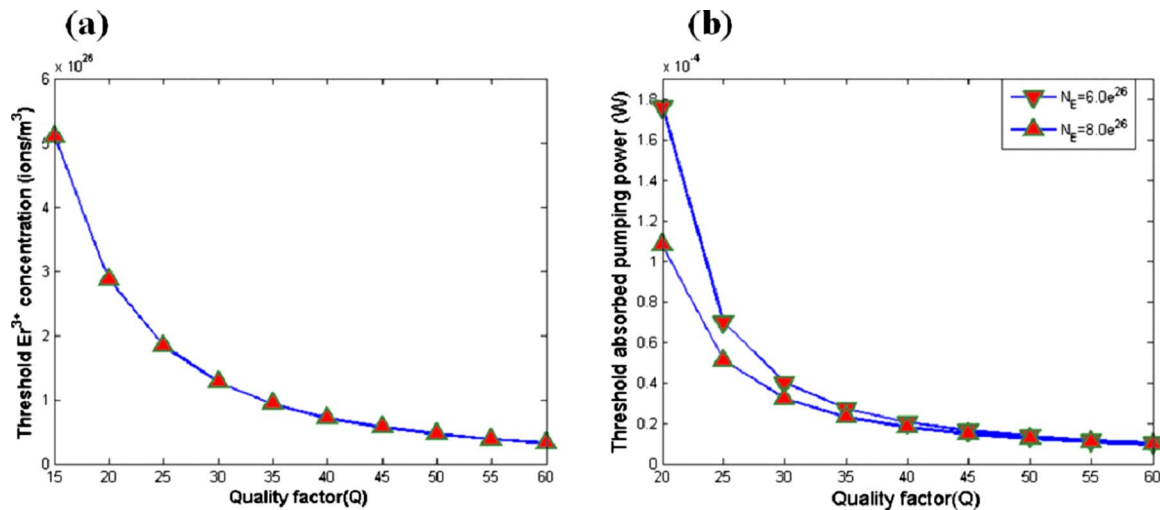 (a)
× 10^26
6
5
4
3
2
1
0
Threshold Er^3+ concentration (ions/m^3)
15 20 25 30 35 40 45 50 55 60
Quality factor(Q)
(b)
× 10^-4
1.8
1.6
1.4
1.2
1
0.8
0.6
0.4
0.2
0
Threshold absorbed pumping power (W)
N_E=6.0e^26
N_E=8.0e^26
20 25 30 35 40 45 50 55 60
Quality factor(Q)